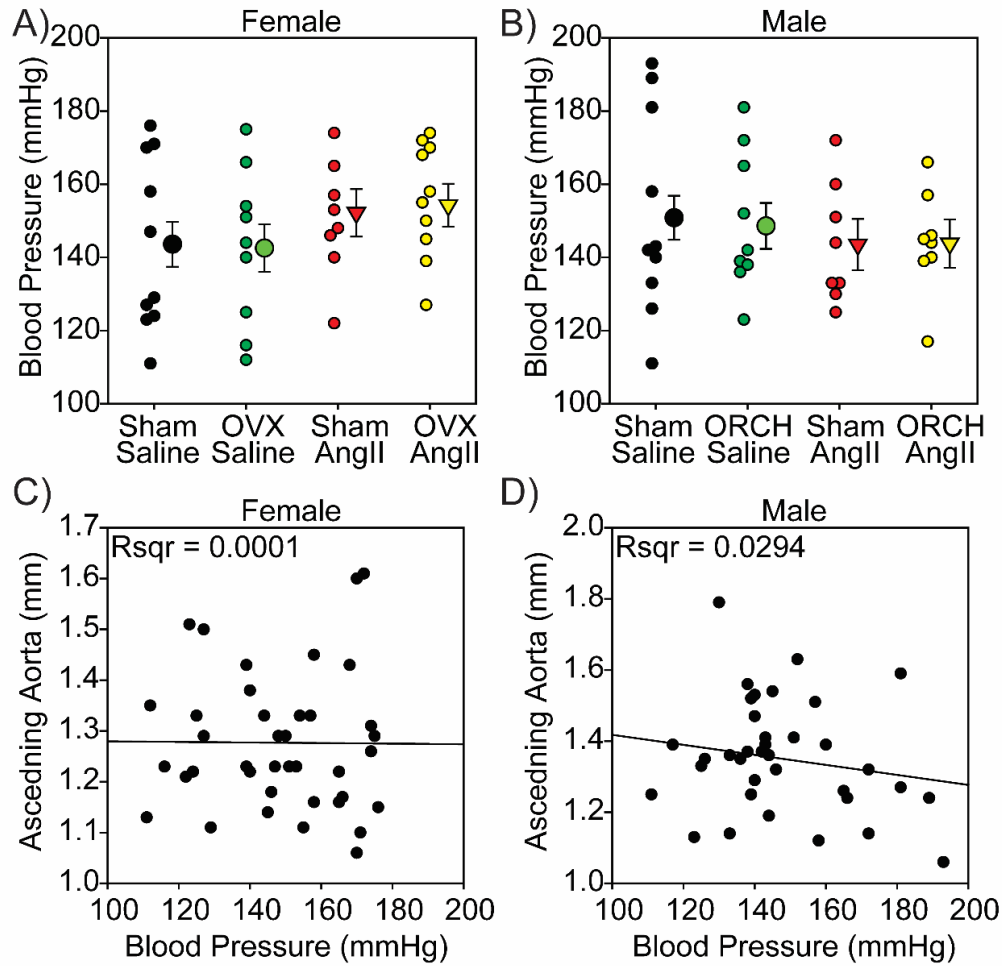 A)
Female
Blood Pressure (mmHg)
200
180
160
140
120
100
Sham
Saline
OVX
Saline
Sham
AngII
OVX
AngII
B)
Male
Blood Pressure (mmHg)
200
180
160
140
120
100
Sham
Saline
ORCH
Saline
Sham
AngII
ORCH
AngII
C)
Female
Rsqr = 0.0001
Ascedning Aorta (mm)
1.7
1.6
1.5
1.4
1.3
1.2
1.1
1.0
100 120 140 160 180 200
Blood Pressure (mmHg)
D)
Male
Rsqr = 0.0294
Ascedning Aorta (mm)
2.0
1.8
1.6
1.4
1.2
1.0
100 120 140 160 180 200
Blood Pressure (mmHg)